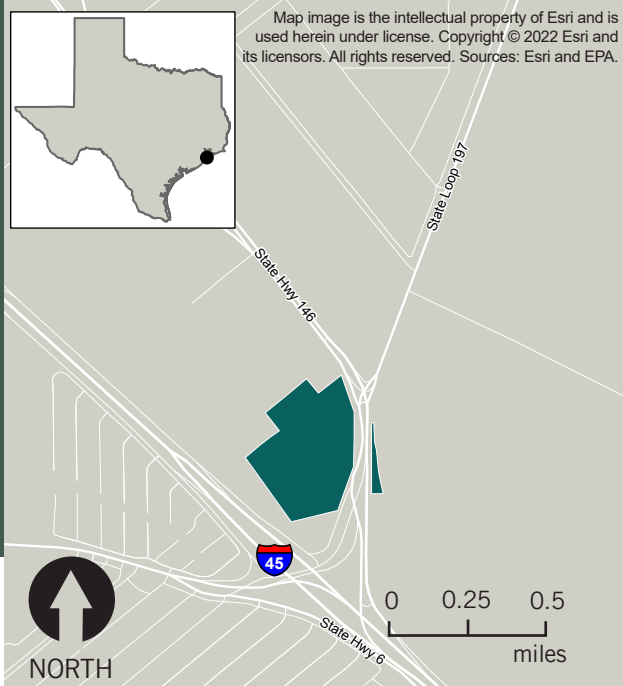 Map image is the intellectual property of Esri and is
used herein under license. Copyright © 2022 Esri and
its licensors. All rights reserved. Sources: Esri and EPA.
State Loop 197
State Hwy 146
45
State Hwy 6
NORTH
0 0.25 0.5
miles